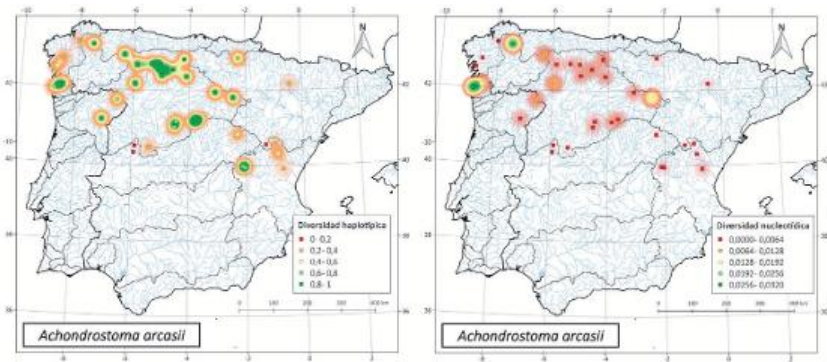 N
Diversidad haplotípica
0 - 0,2
0,2 - 0,4
0,4 - 0,6
0,6 - 0,8
0,8 - 1
Achondrostoma arcasii
N
Diversidad nucleotídica
0,0000- 0,0064
0,0064- 0,0128
0,0128- 0,0192
0,0192- 0,0256
0,0256- 0,0320
Achondrostoma arcasii